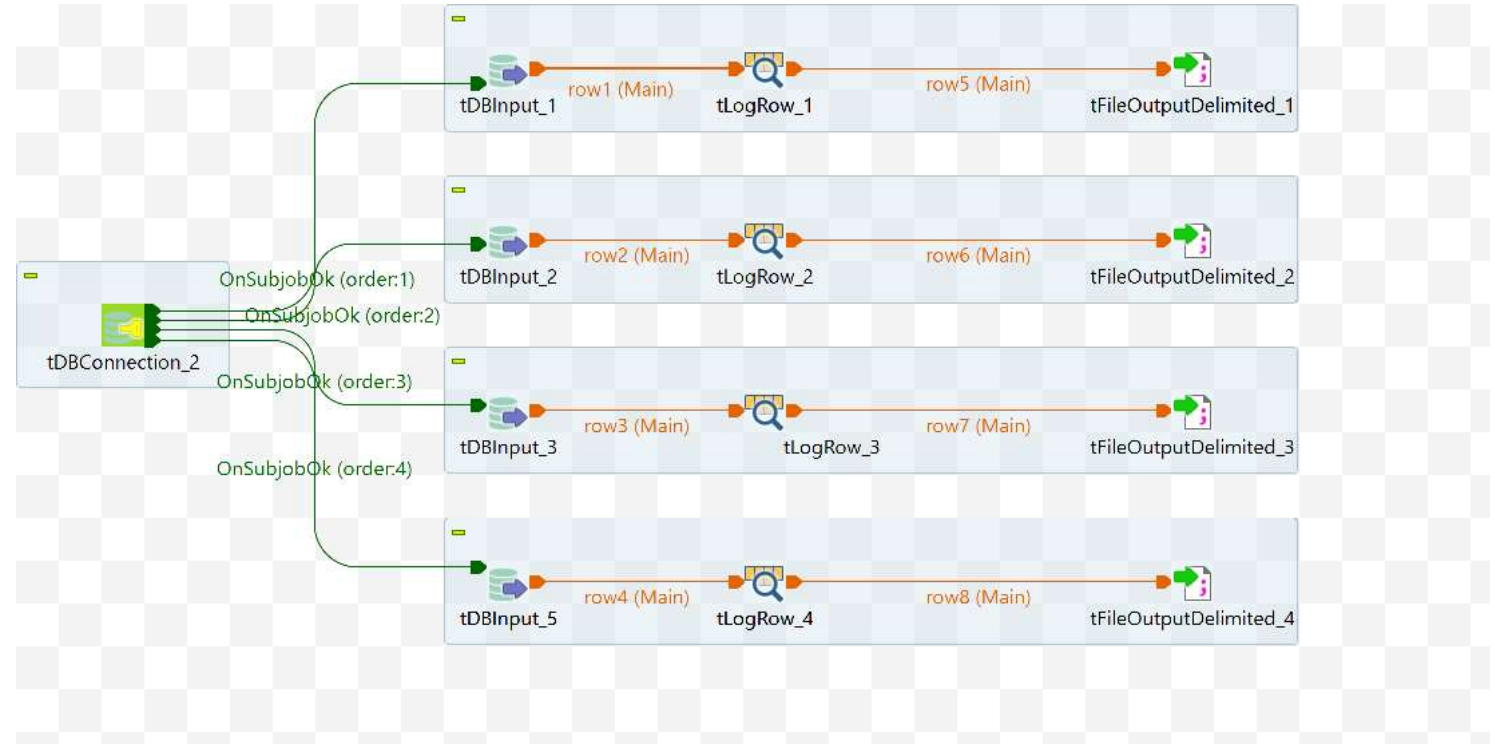 row1 (Main)
row5 (Main)
tDBInput_1
tLogRow_1
tFileOutputDelimited_1
row2 (Main)
row6 (Main)
tDBInput_2
tLogRow_2
tFileOutputDelimited_2
OnSubjobOk (order:1)
OnSubjobOk (order:2)
tDBConnection_2
OnSubjobOk (order:3)
row3 (Main)
row7 (Main)
tDBInput_3
tLogRow_3
tFileOutputDelimited_3
OnSubjobOk (order:4)
row4 (Main)
row8 (Main)
tDBInput_5
tLogRow_4
tFileOutputDelimited_4